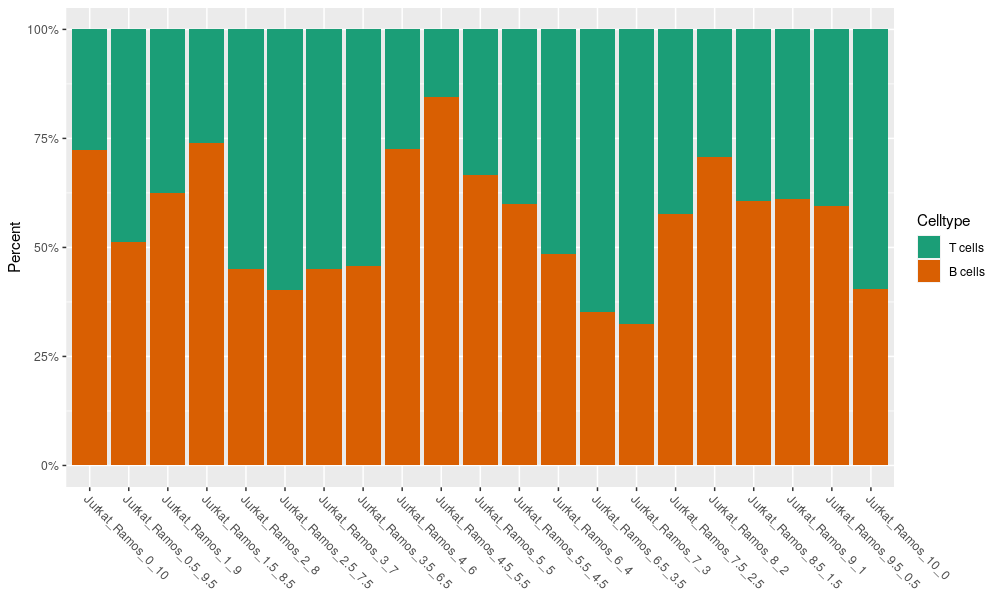 100%
75%
50%
25%
0%
Percent
Celltype
T cells
B cells
Jurkat_Ramos_0_10
Jurkat_Ramos_0.5_9.5
Jurkat_Ramos_1_9
Jurkat_Ramos_1.5_8.5
Jurkat_Ramos_2_8
Jurkat_Ramos_2.5_7.5
Jurkat_Ramos_3_7
Jurkat_Ramos_3.5_6.5
Jurkat_Ramos_4_6
Jurkat_Ramos_4.5_5.5
Jurkat_Ramos_5_5
Jurkat_Ramos_5.5_4.5
Jurkat_Ramos_6_4
Jurkat_Ramos_6.5_3.5
Jurkat_Ramos_7_3
Jurkat_Ramos_7.5_2.5
Jurkat_Ramos_8_2
Jurkat_Ramos_8.5_1.5
Jurkat_Ramos_9_1
Jurkat_Ramos_9.5_0.5
Jurkat_Ramos_10_0